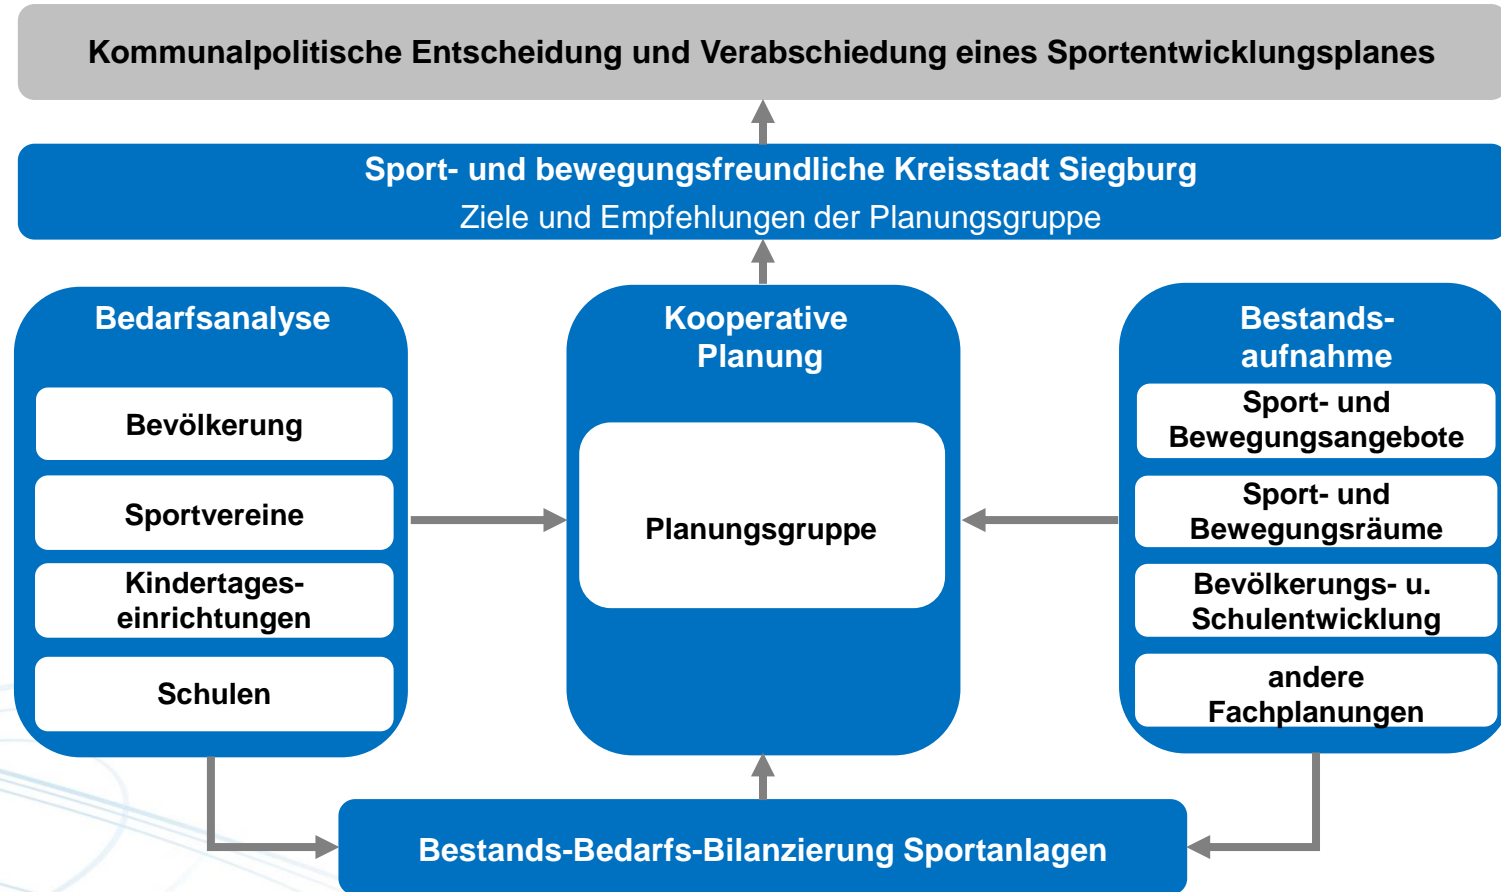 Kommunalpolitische Entscheidung und Verabschiedung eines Sportentwicklungsplanes
Sport- und bewegungsfreundliche Kreisstadt Siegburg
Ziele und Empfehlungen der Planungsgruppe
Bedarfsanalyse
Bevölkerung
Sportvereine
Kindertages-
einrichtungen
Schulen
Kooperative
Planung
Planungsgruppe
Bestands-
aufnahme
Sport- und
Bewegungsangebote
Sport- und
Bewegungsräume
Bevölkerungs- u.
Schulentwicklung
andere
Fachplanungen
Bestands-Bedarfs-Bilanzierung Sportanlagen